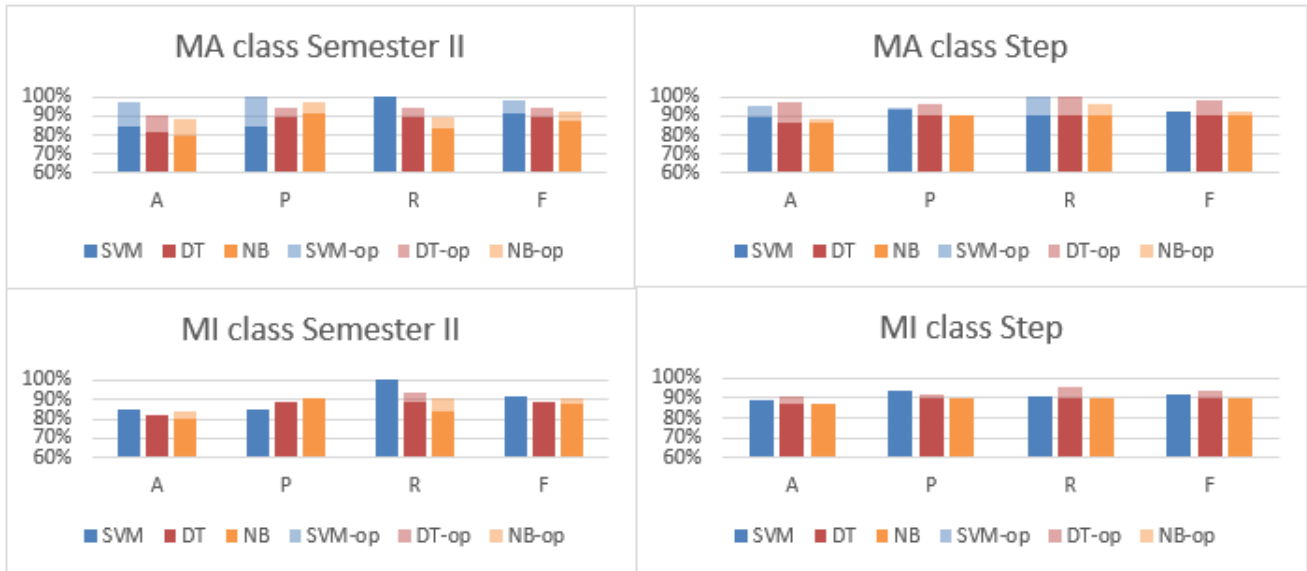 MA class Semester II
100%
90%
80%
70%
60%
A P R F
SVM DT NB SVM-op DT-op NB-op
MA class Step
100%
90%
80%
70%
60%
A P R F
SVM DT NB SVM-op DT-op NB-op
MI class Semester II
100%
90%
80%
70%
60%
A P R F
SVM DT NB SVM-op DT-op NB-op
MI class Step
100%
90%
80%
70%
60%
A P R F
SVM DT NB SVM-op DT-op NB-op